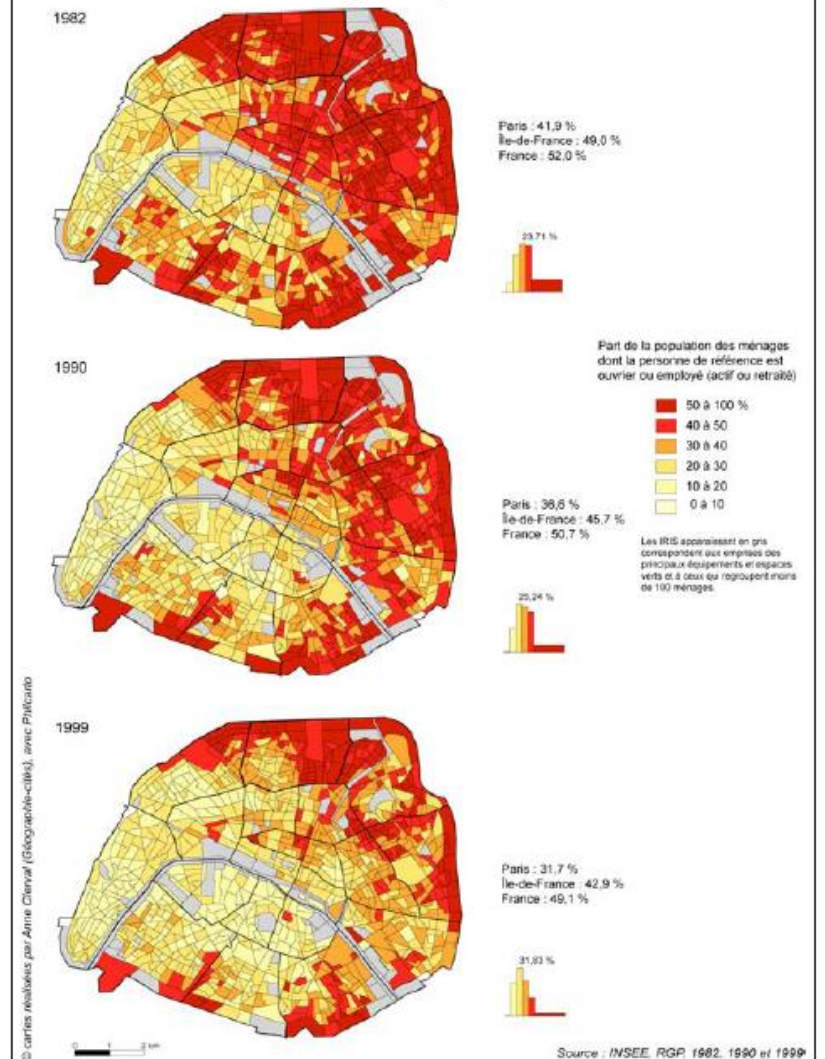 1982
Paris : 41,9 %
Île-de-France : 49,0 %
France : 52,0 %
23,71 %
Part de la population des ménages
dont la personne de référence est
ouvrier ou employé (actif ou retraité)
50 à 100 %
40 à 50
30 à 40
20 à 30
10 à 20
0 à 10
Les IRIS apparaissant en gris
correspondent aux emprises des
principaux équipements et espaces
verts et à ceux qui regroupent moins
de 100 ménages.
1990
Paris : 36,6 %
Île-de-France : 45,7 %
France : 50,7 %
25,24 %
1999
Paris : 31,7 %
Île-de-France : 42,9 %
France : 49,1 %
31,83 %
© cartes réalisées par Anne Clerval (Géographie-cités), avec Philcarto
0 1 2 km
Source : INSEE, RGP, 1982, 1990 et 1999